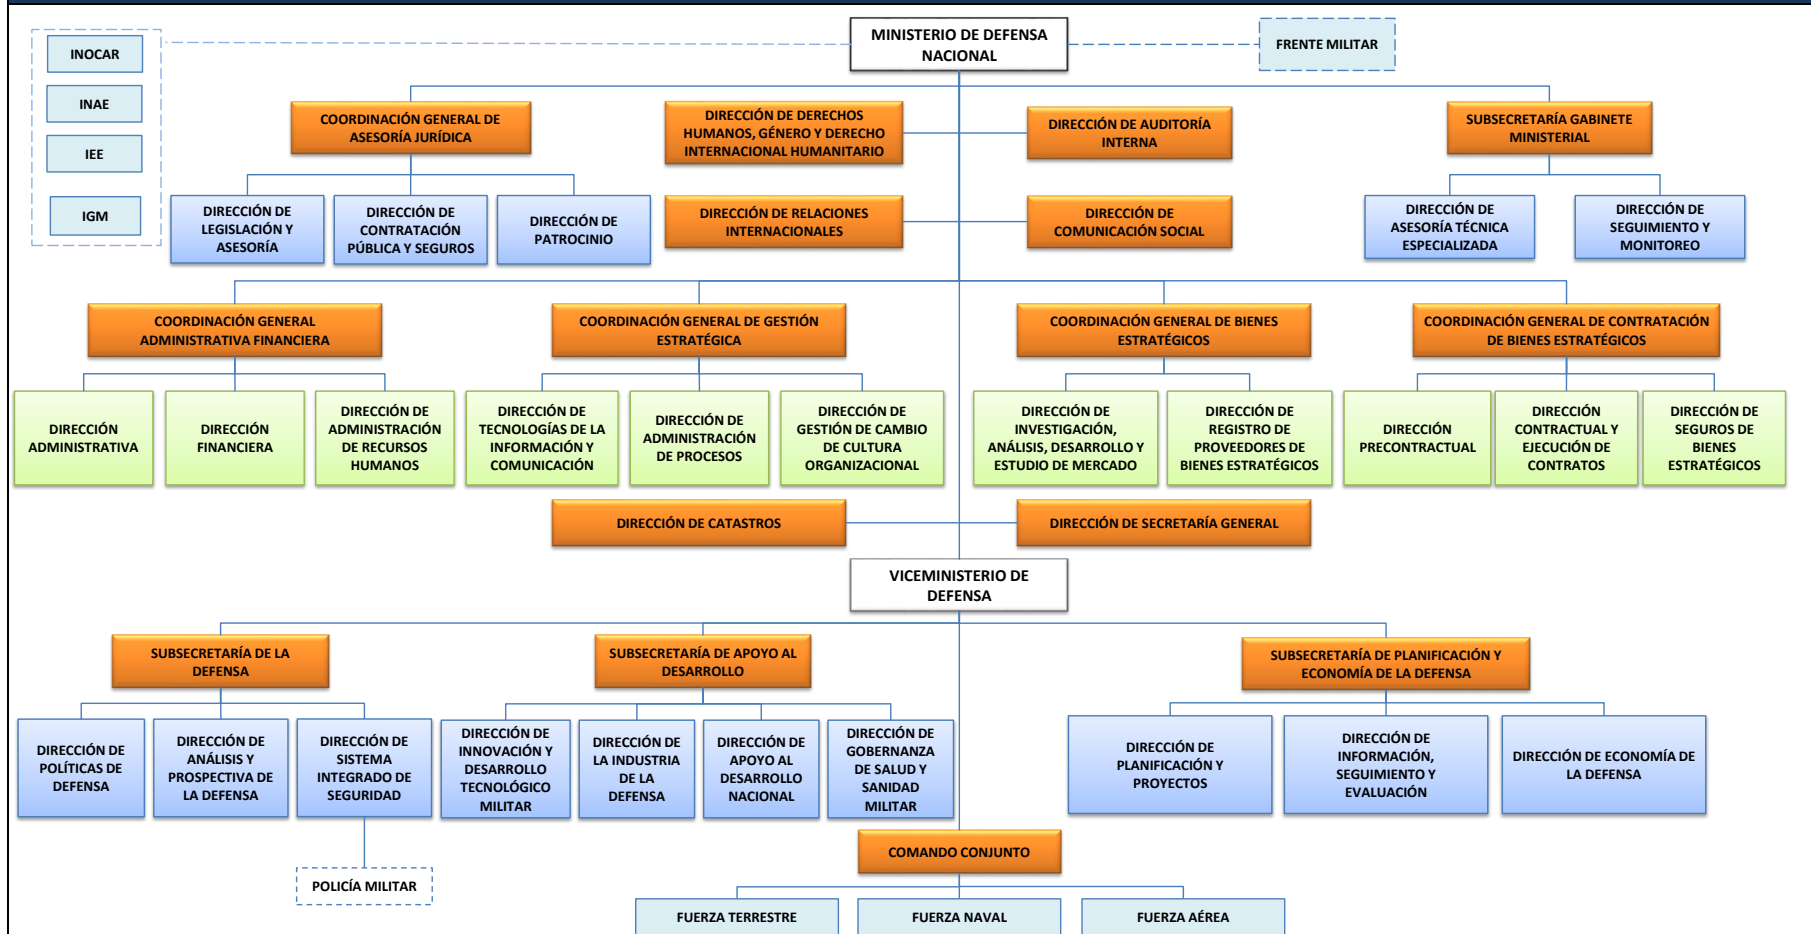 MINISTERIO DE DEFENSA
NACIONAL
FRENTE MILITAR
INOCAR
INAE
IEE
IGM
COORDINACIÓN GENERAL DE
ASESORÍA JURÍDICA
DIRECCIÓN DE DERECHOS
HUMANOS, GÉNERO Y DERECHO
INTERNACIONAL HUMANITARIO
DIRECCIÓN DE AUDITORÍA
INTERNA
SUBSECRETARÍA GABINETE
MINISTERIAL
DIRECCIÓN DE
LEGISLACIÓN Y
ASESORÍA
DIRECCIÓN DE
CONTRATACIÓN
PÚBLICA Y SEGUROS
DIRECCIÓN DE
PATROCINIO
DIRECCIÓN DE RELACIONES
INTERNACIONALES
DIRECCIÓN DE
COMUNICACIÓN SOCIAL
DIRECCIÓN DE
ASESORÍA TÉCNICA
ESPECIALIZADA
DIRECCIÓN DE
SEGUIMIENTO Y
MONITOREO
COORDINACIÓN GENERAL
ADMINISTRATIVA FINANCIERA
COORDINACIÓN GENERAL DE GESTIÓN
ESTRATÉGICA
COORDINACIÓN GENERAL DE BIENES
ESTRATÉGICOS
COORDINACIÓN GENERAL DE CONTRATACIÓN
DE BIENES ESTRATÉGICOS
DIRECCIÓN
ADMINISTRATIVA
DIRECCIÓN
FINANCIERA
DIRECCIÓN DE
ADMINISTRACIÓN
DE RECURSOS
HUMANOS
DIRECCIÓN DE
TECNOLOGÍAS DE LA
INFORMACIÓN Y
COMUNICACIÓN
DIRECCIÓN DE
ADMINISTRACIÓN
DE PROCESOS
DIRECCIÓN DE
GESTIÓN DE CAMBIO
DE CULTURA
ORGANIZACIONAL
DIRECCIÓN DE
INVESTIGACIÓN,
ANÁLISIS, DESARROLLO Y
ESTUDIO DE MERCADO
DIRECCIÓN DE
REGISTRO DE
PROVEEDORES DE
BIENES ESTRATÉGICOS
DIRECCIÓN
PRECONTRACTUAL
DIRECCIÓN
CONTRACTUAL Y
EJECUCIÓN DE
CONTRATOS
DIRECCIÓN DE
SEGUROS DE
BIENES
ESTRATÉGICOS
DIRECCIÓN DE CATASTROS
DIRECCIÓN DE SECRETARÍA GENERAL
VICEMINISTERIO DE
DEFENSA
SUBSECRETARÍA DE LA
DEFENSA
SUBSECRETARÍA DE APOYO AL
DESARROLLO
SUBSECRETARÍA DE PLANIFICACIÓN Y
ECONOMÍA DE LA DEFENSA
DIRECCIÓN DE
POLÍTICAS DE
DEFENSA
DIRECCIÓN DE
ANÁLISIS Y
PROSPECTIVA DE
LA DEFENSA
DIRECCIÓN DE
SISTEMA
INTEGRADO DE
SEGURIDAD
DIRECCIÓN DE
INNOVACIÓN Y
DESARROLLO
TECNOLÓGICO
MILITAR
DIRECCIÓN DE
LA INDUSTRIA
DE LA
DEFENSA
DIRECCIÓN DE
APOYO AL
DESARROLLO
NACIONAL
DIRECCIÓN DE
GOBERNANZA
DE SALUD Y
SANIDAD
MILITAR
DIRECCIÓN DE
PLANIFICACIÓN Y
PROYECTOS
DIRECCIÓN DE
INFORMACIÓN,
SEGUIMIENTO Y
EVALUACIÓN
DIRECCIÓN DE ECONOMÍA DE
LA DEFENSA
POLICÍA MILITAR
COMANDO CONJUNTO
FUERZA TERRESTRE
FUERZA NAVAL
FUERZA AÉREA